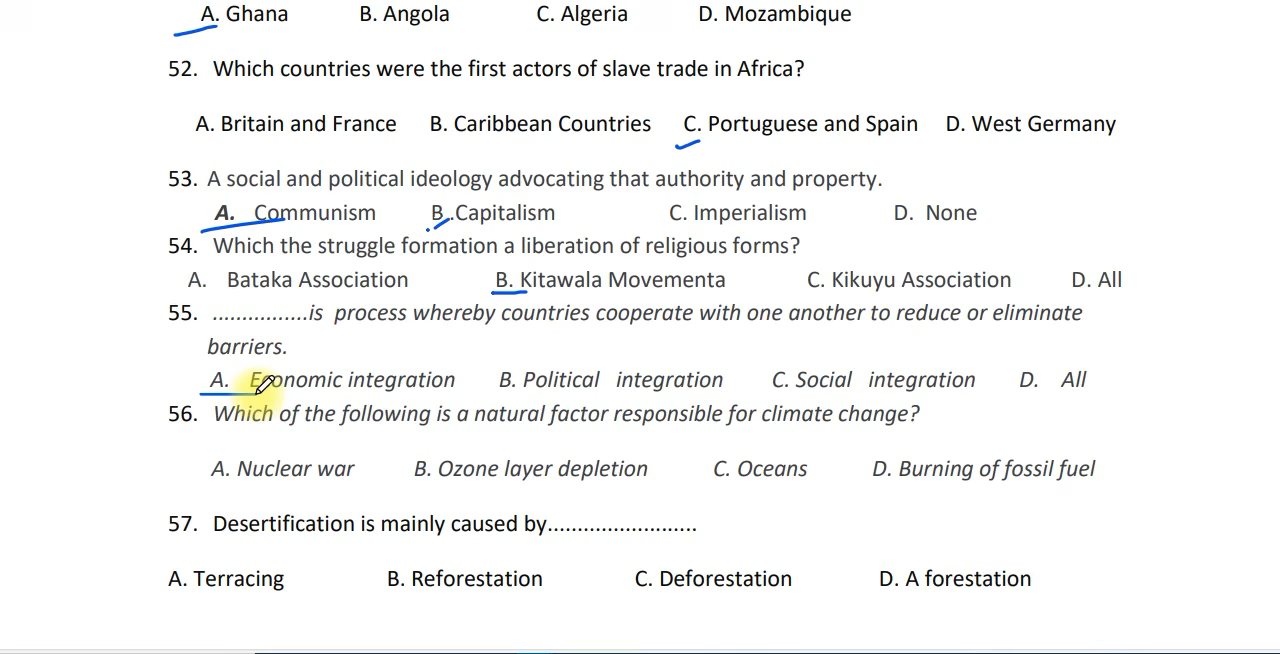 A. Ghana B. Angola C. Algeria D. Mozambique
52. Which countries were the first actors of slave trade in Africa?
A. Britain and France B. Caribbean Countries C. Portuguese and Spain D. West Germany
53. A social and political ideology advocating that authority and property.
A. Communism B..Capitalism C. Imperialism D. None
54. Which the struggle formation a liberation of religious forms?
A. Bataka Association B. Kitawala Movementa C. Kikuyu Association D. All
55. ................is process whereby countries cooperate with one another to reduce or eliminate
barriers.
A. Economic integration B. Political integration C. Social integration D. All
56. Which of the following is a natural factor responsible for climate change?
A. Nuclear war B. Ozone layer depletion C. Oceans D. Burning of fossil fuel
57. Desertification is mainly caused by.........................
A. Terracing B. Reforestation C. Deforestation D. A forestation